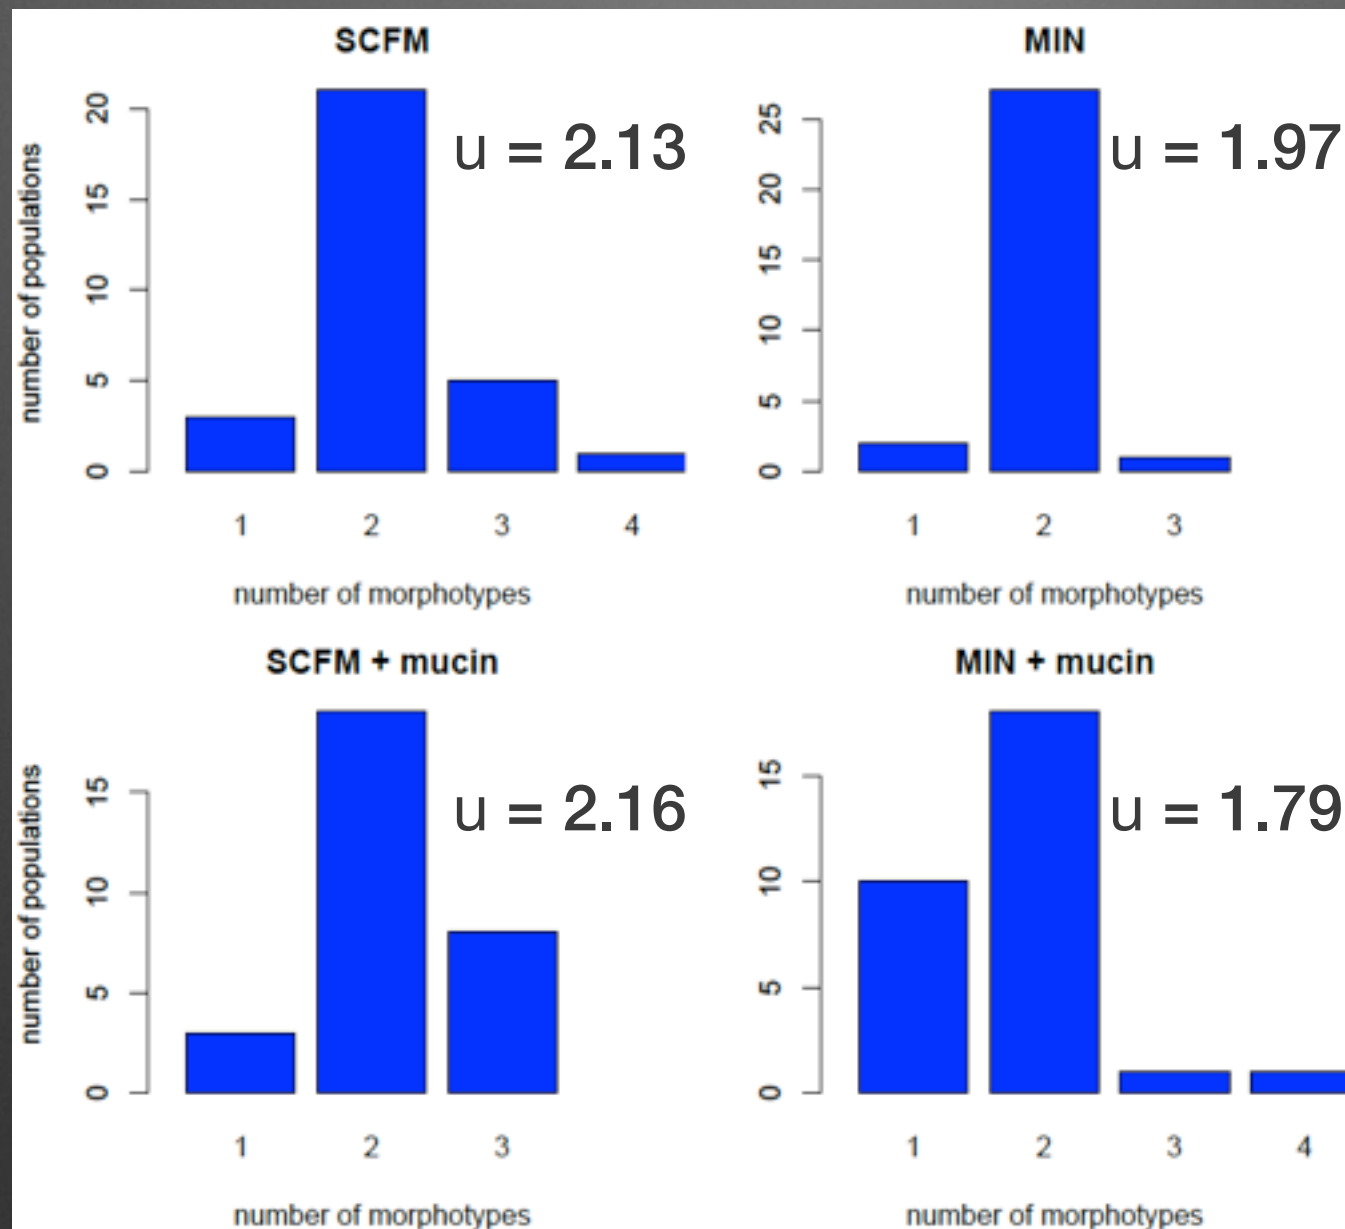 SCFM
number of populations
20
15
10
5
0
u = 2.13
1 2 3 4
number of morphotypes
MIN
25
20
15
10
5
0
u = 1.97
1 2 3
number of morphotypes
SCFM + mucin
number of populations
15
10
5
0
u = 2.16
1 2 3
number of morphotypes
MIN + mucin
15
10
5
0
u = 1.79
1 2 3 4
number of morphotypes